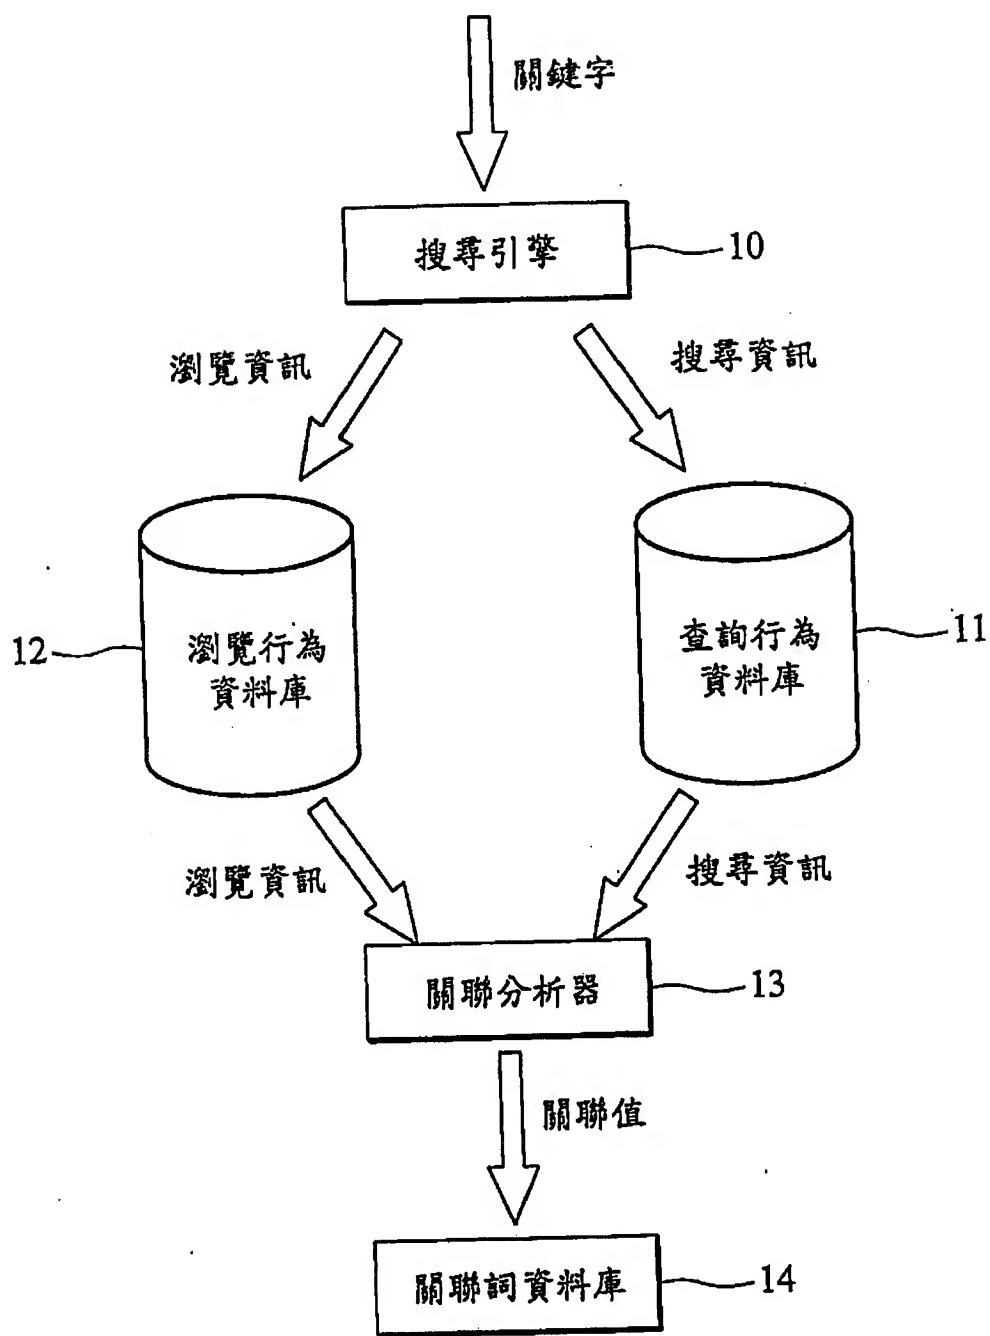 關鍵字
搜尋引擎
10
瀏覽資訊
搜尋資訊
12
瀏覽行為
資料庫
查詢行為
資料庫
11
瀏覽資訊
搜尋資訊
關聯分析器
13
關聯值
關聯詞資料庫
14